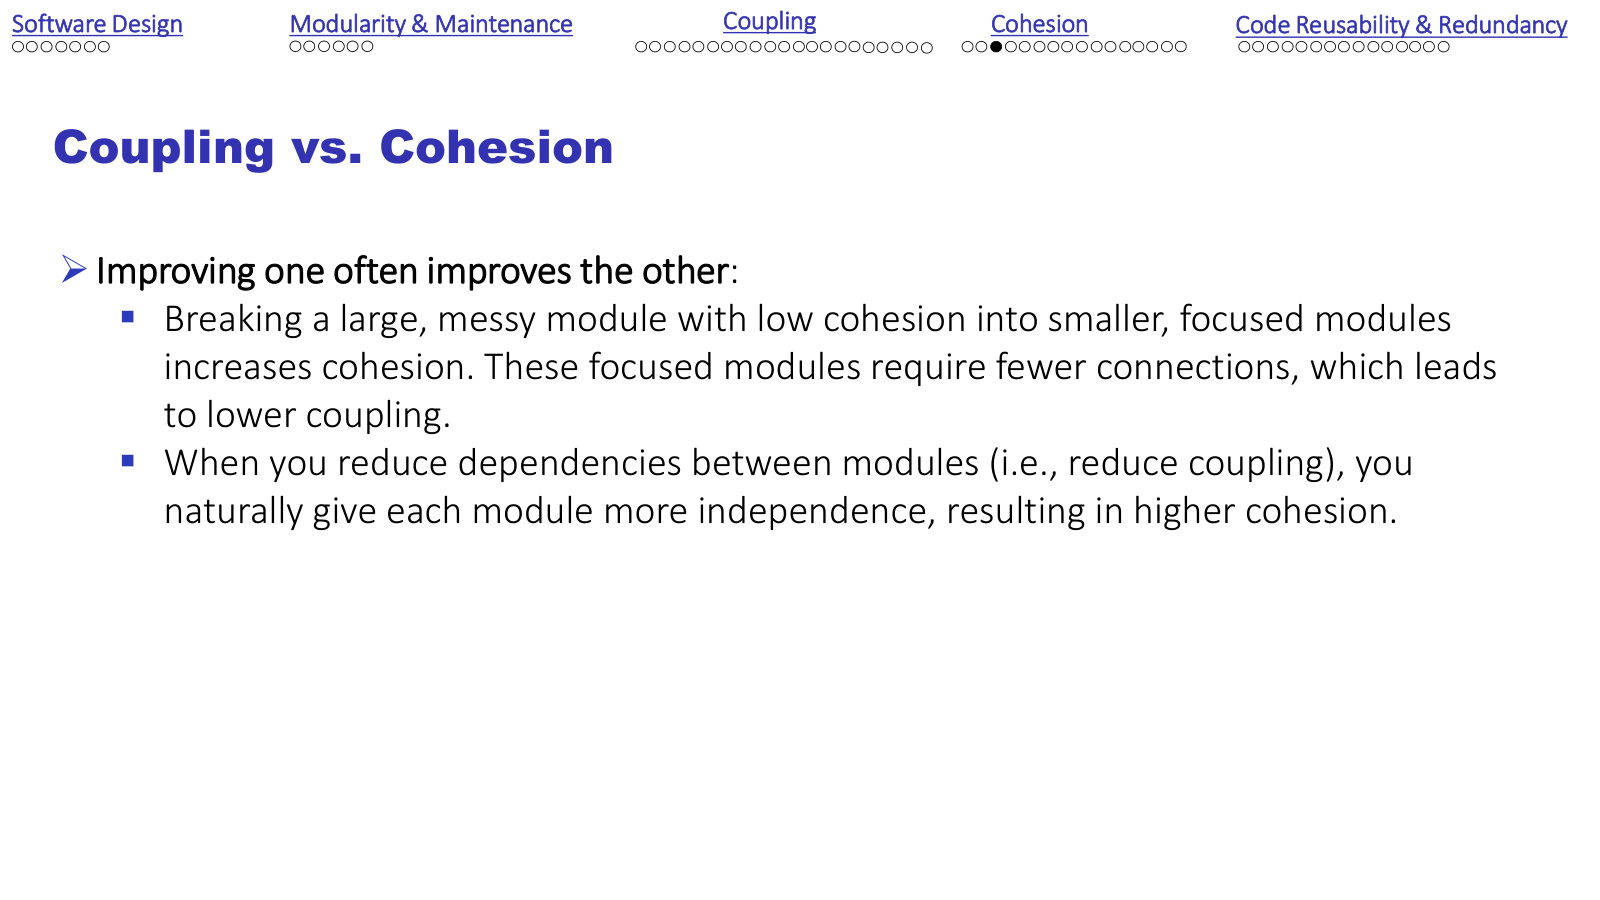 Software Design
Modularity & Maintenance
Coupling
Cohesion
Code Reusability & Redundancy
Coupling vs. Cohesion
Improving one often improves the other:
Breaking a large, messy module with low cohesion into smaller, focused modules
increases cohesion. These focused modules require fewer connections, which leads
to lower coupling.
When you reduce dependencies between modules (i.e., reduce coupling), you
naturally give each module more independence, resulting in higher cohesion.